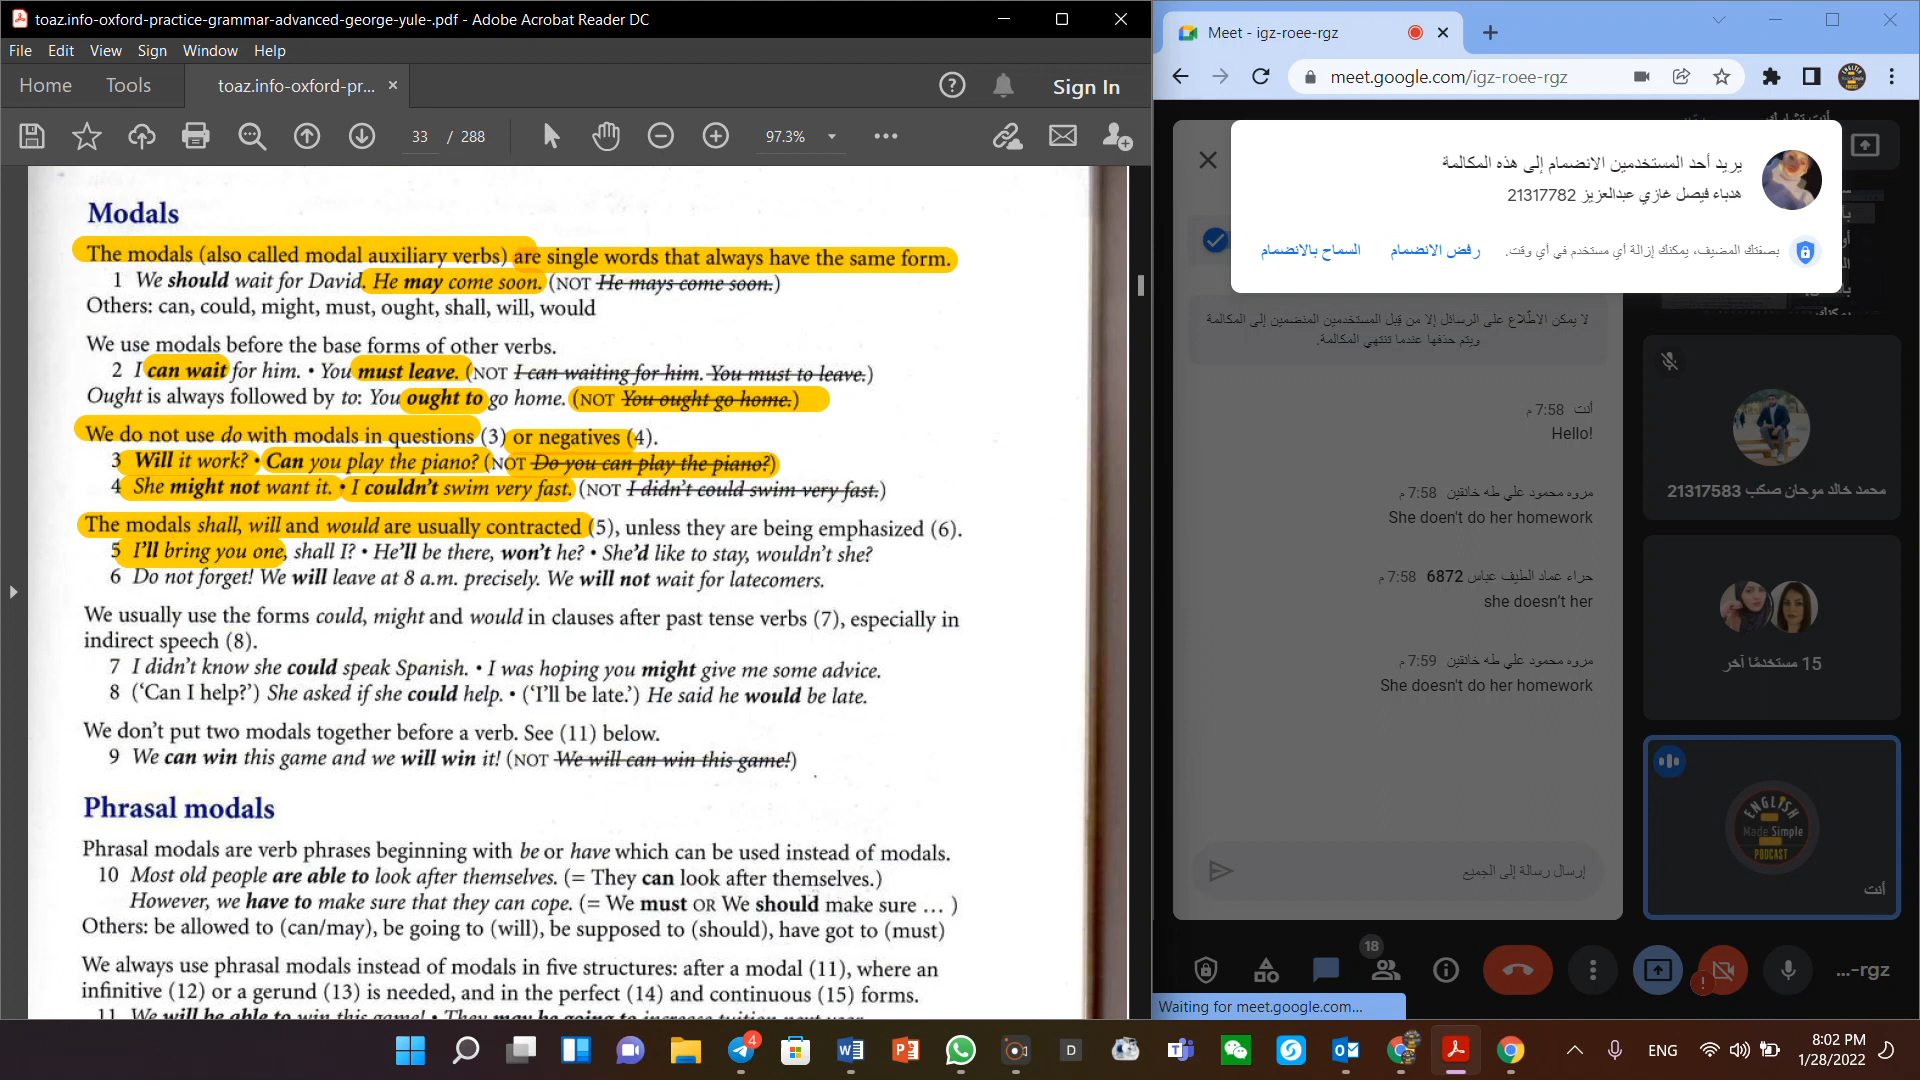 toaz.info-oxford-practice-grammar-advanced-george-yule-.pdf - Adobe Acrobat Reader DC
File Edit View Sign Window Help
Home Tools toaz.info-oxford-pr... × Sign In
33 / 288 97.3%
Modals
The modals (also called modal auxiliary verbs) are single words that always have the same form.
1 We should wait for David. He may come soon. (NOT He mays come soon.)
Others: can, could, might, must, ought, shall, will, would
We use modals before the base forms of other verbs.
2 I can wait for him. • You must leave. (NOT I can waiting for him. You must to leave.)
Ought is always followed by to: You ought to go home. (NOT You ought go home.)
We do not use do with modals in questions (3) or negatives (4).
3 Will it work? • Can you play the piano? (NOT Do you can play the piano?)
4 She might not want it. • I couldn't swim very fast. (NOT I didn't could swim very fast.)
The modals shall, will and would are usually contracted (5), unless they are being emphasized (6).
5 I'll bring you one, shall I? • He'll be there, won't he? • She'd like to stay, wouldn't she?
6 Do not forget! We will leave at 8 a.m. precisely. We will not wait for latecomers.
We usually use the forms could, might and would in clauses after past tense verbs (7), especially in
indirect speech (8).
7 I didn't know she could speak Spanish. • I was hoping you might give me some advice.
8 ('Can I help?') She asked if she could help. • ('I'll be late.') He said he would be late.
We don't put two modals together before a verb. See (11) below.
9 We can win this game and we will win it! (NOT We will can win this game!)
Phrasal modals
Phrasal modals are verb phrases beginning with be or have which can be used instead of modals.
10 Most old people are able to look after themselves. (= They can look after themselves.)
However, we have to make sure that they can cope. (= We must OR We should make sure … )
Others: be allowed to (can/may), be going to (will), be supposed to (should), have got to (must)
We always use phrasal modals instead of modals in five structures: after a modal (11), where an
infinitive (12) or a gerund (13) is needed, and in the perfect (14) and continuous (15) forms.
11 We will be able to win this game! • They may be going to increase tuition next year.
Meet - igz-roee-rgz
meet.google.com/igz-roee-rgz
يريد أحد المستخدمين الانضمام إلى هذه المكالمة
هدباء فيصل غازي عبدالعزيز 21317782
بصفتك المضيف، يمكنك إزالة أي مستخدم في أي وقت.
رفض الانضمام
السماح بالانضمام
لا يمكن الاطّلاع على الرسائل إلا من قِبَل المستخدمين المنضمين إلى المكالمة
ويتم حذفها عندما تنتهي المكالمة.
أنت 7:58 م
Hello!
مروه محمود علي طه خانقين 7:58 م
She doen't do her homework
حراء عماد الطيف عباس 6872 7:58 م
she doesn't her
مروه محمود علي طه خانقين 7:59 م
She doesn't do her homework
إرسال رسالة إلى الجميع
محمد خالد موحان صكب 21317583
15 مستخدمًا آخر
ENGLISH
Made Simple
PODCAST
أنت
18
...-rgz
Waiting for meet.google.com...
4
D
ENG
8:02 PM
1/28/2022